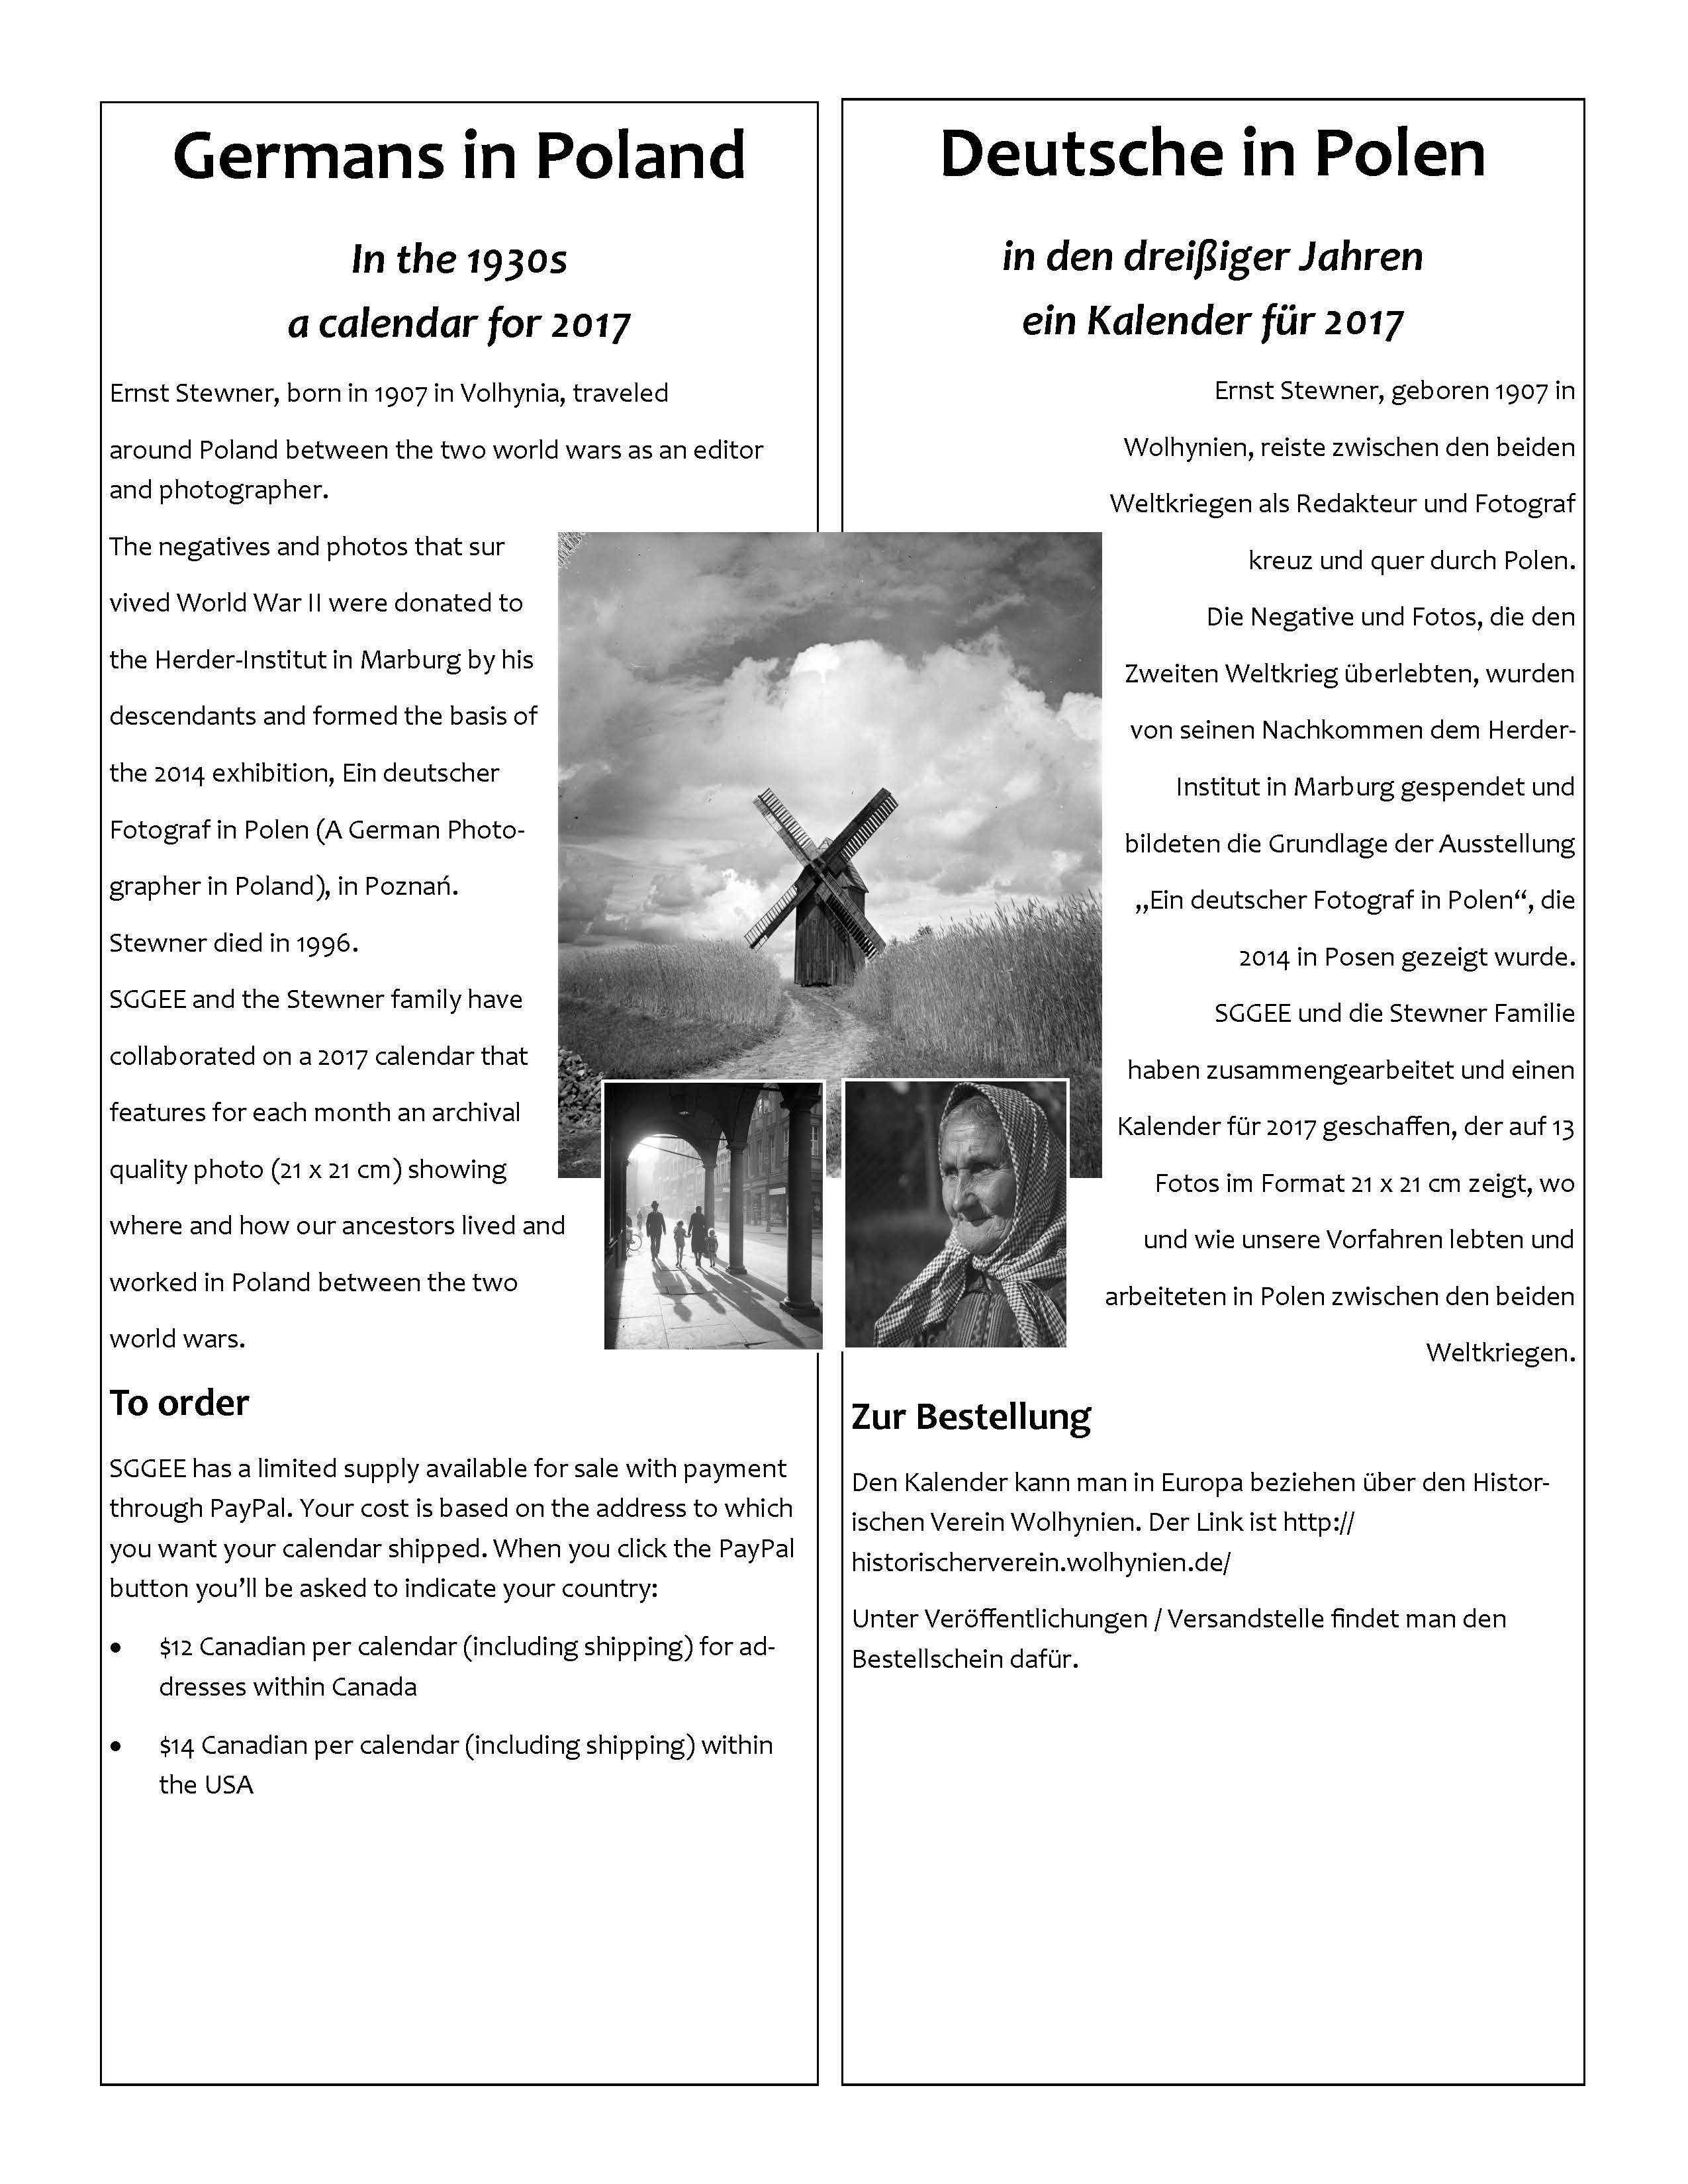 Germans in Poland
In the 1930s
a calendar for 2017
Ernst Stewner, born in 1907 in Volhynia, traveled
around Poland between the two world wars as an editor
and photographer.
The negatives and photos that sur
vived World War II were donated to
the Herder-Institut in Marburg by his
descendants and formed the basis of
the 2014 exhibition, Ein deutscher
Fotograf in Polen (A German Photo-
grapher in Poland), in Poznań.
Stewner died in 1996.
SGGEE and the Stewner family have
collaborated on a 2017 calendar that
features for each month an archival
quality photo (21 x 21 cm) showing
where and how our ancestors lived and
worked in Poland between the two
world wars.
To order
SGGEE has a limited supply available for sale with payment
through PayPal. Your cost is based on the address to which
you want your calendar shipped. When you click the PayPal
button you’ll be asked to indicate your country:
• $12 Canadian per calendar (including shipping) for ad-
dresses within Canada
• $14 Canadian per calendar (including shipping) within
the USA
Deutsche in Polen
in den dreißiger Jahren
ein Kalender für 2017
Ernst Stewner, geboren 1907 in
Wolhynien, reiste zwischen den beiden
Weltkriegen als Redakteur und Fotograf
kreuz und quer durch Polen.
Die Negative und Fotos, die den
Zweiten Weltkrieg überlebten, wurden
von seinen Nachkommen dem Herder-
Institut in Marburg gespendet und
bildeten die Grundlage der Ausstellung
„Ein deutscher Fotograf in Polen“, die
2014 in Posen gezeigt wurde.
SGGEE und die Stewner Familie
haben zusammengearbeitet und einen
Kalender für 2017 geschaffen, der auf 13
Fotos im Format 21 x 21 cm zeigt, wo
und wie unsere Vorfahren lebten und
arbeiteten in Polen zwischen den beiden
Weltkriegen.
Zur Bestellung
Den Kalender kann man in Europa beziehen über den Histor-
ischen Verein Wolhynien. Der Link ist http://
historischerverein.wolhynien.de/
Unter Veröffentlichungen / Versandstelle findet man den
Bestellschein dafür.